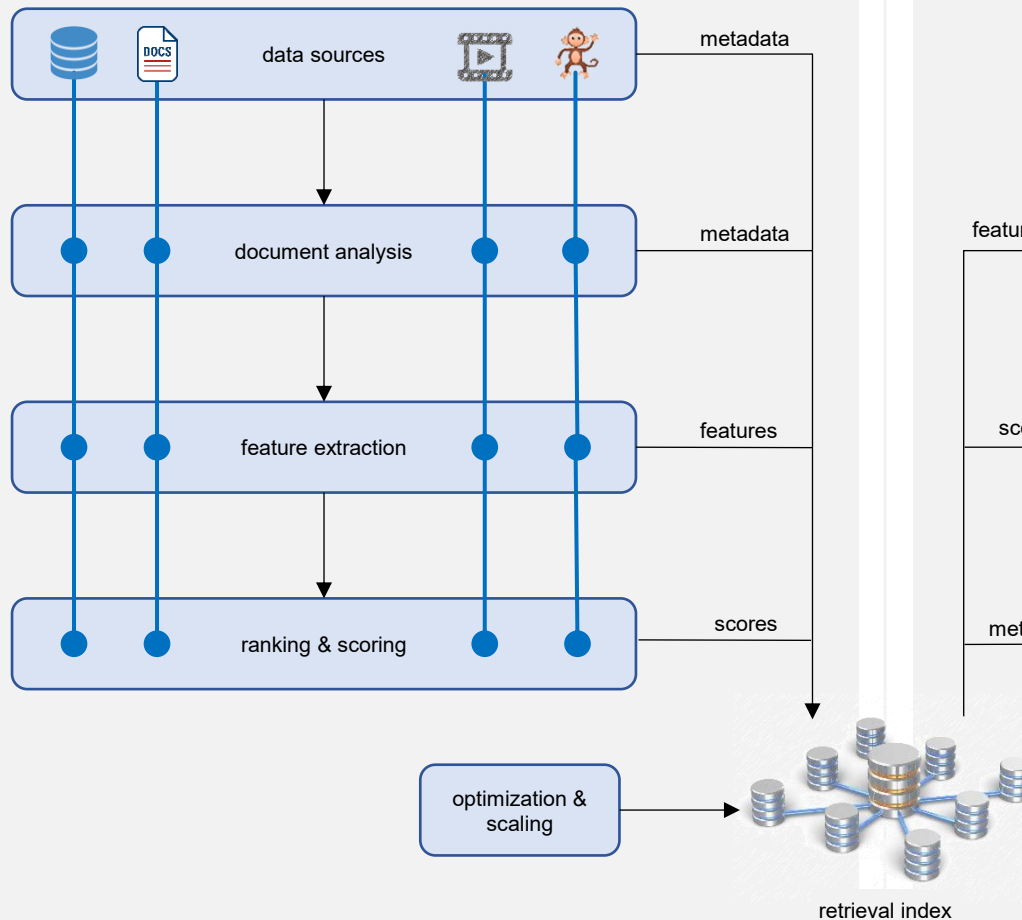 DOCS
data sources
metadata
document analysis
metadata
feature extraction
features
ranking & scoring
scores
optimization &
scaling
retrieval index